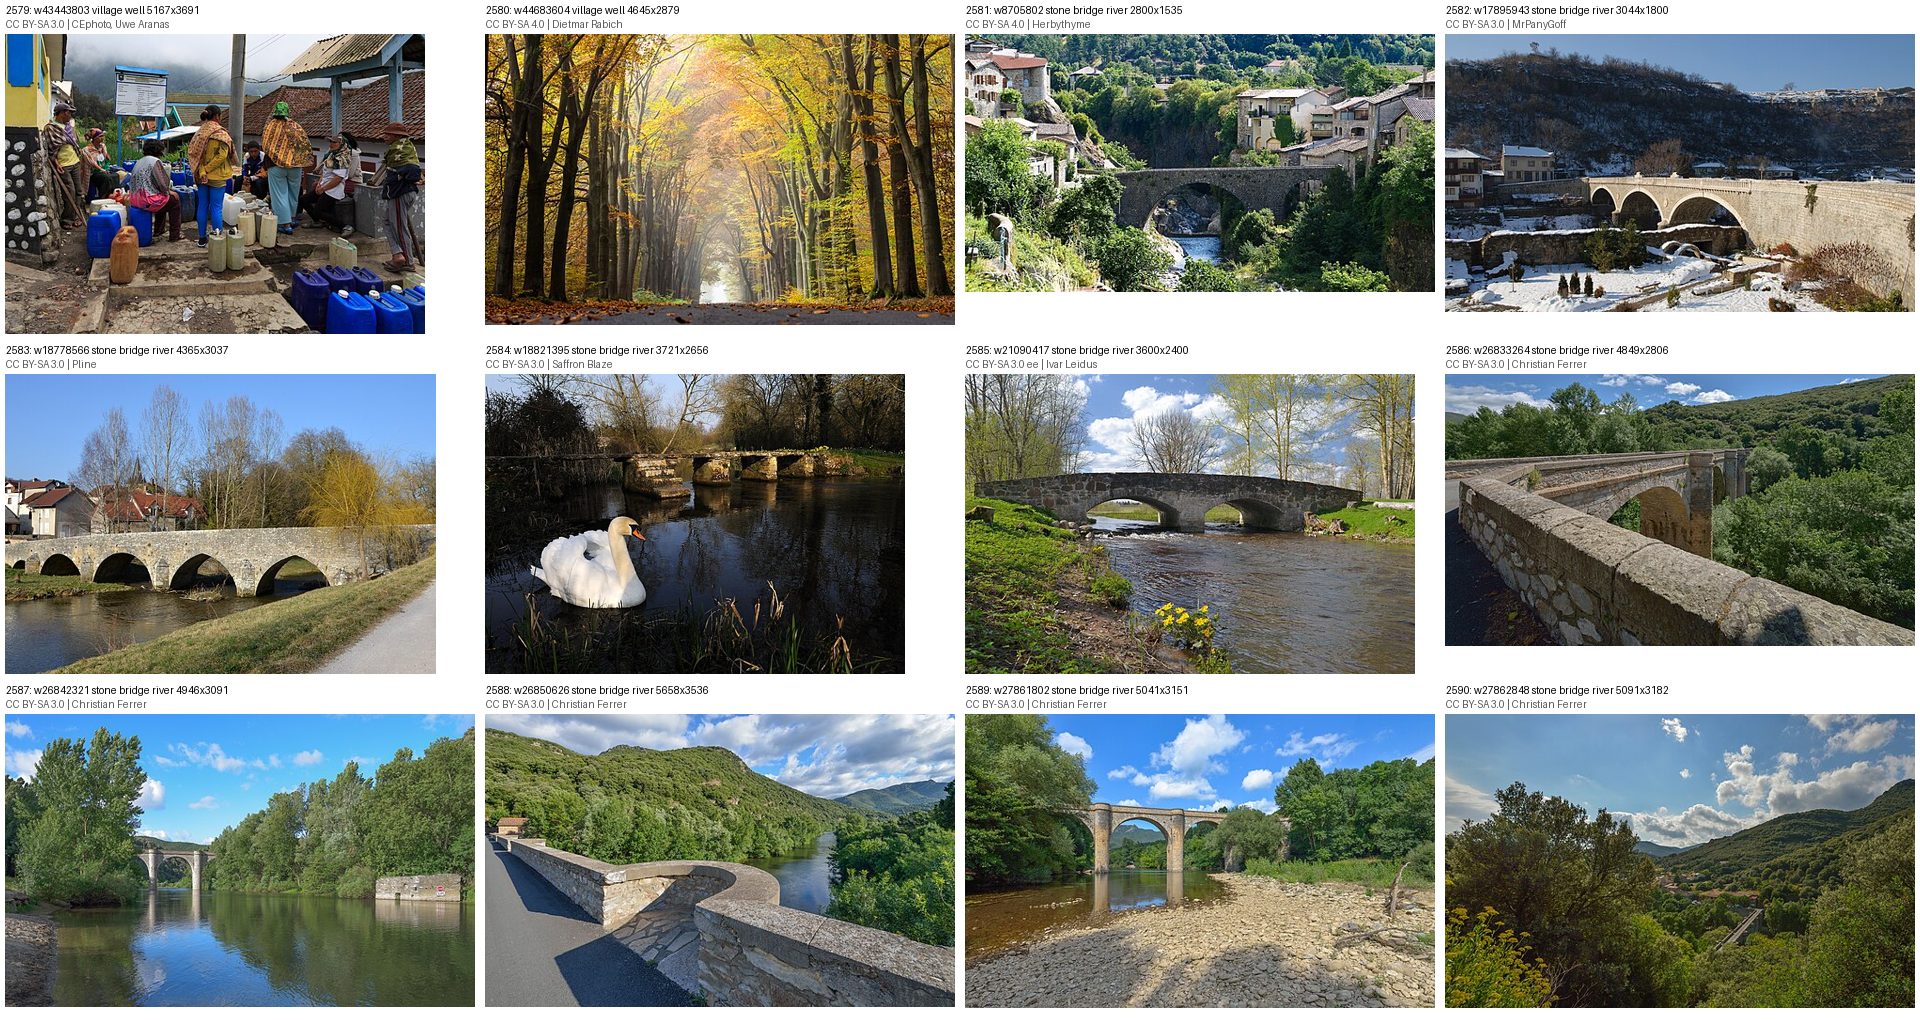 2579: w43443803 village well 5167x3691
CC BY-SA 3.0 | CEphoto, Uwe Aranas
2580: w44683604 village well 4645x2879
CC BY-SA 4.0 | Dietmar Rabich
2581: w8705802 stone bridge river 2800x1535
CC BY-SA 4.0 | Herbythyme
2582: w17895943 stone bridge river 3044x1800
CC BY-SA 3.0 | MrPanyGoff
2583: w18778566 stone bridge river 4365x3037
CC BY-SA 3.0 | Pline
2584: w18821395 stone bridge river 3721x2656
CC BY-SA 3.0 | Saffron Blaze
2585: w21090417 stone bridge river 3600x2400
CC BY-SA 3.0 ee | Ivar Leidus
2586: w26833264 stone bridge river 4849x2806
CC BY-SA 3.0 | Christian Ferrer
2587: w26842321 stone bridge river 4946x3091
CC BY-SA 3.0 | Christian Ferrer
2588: w26850626 stone bridge river 5658x3536
CC BY-SA 3.0 | Christian Ferrer
2589: w27861802 stone bridge river 5041x3151
CC BY-SA 3.0 | Christian Ferrer
2590: w27862848 stone bridge river 5091x3182
CC BY-SA 3.0 | Christian Ferrer